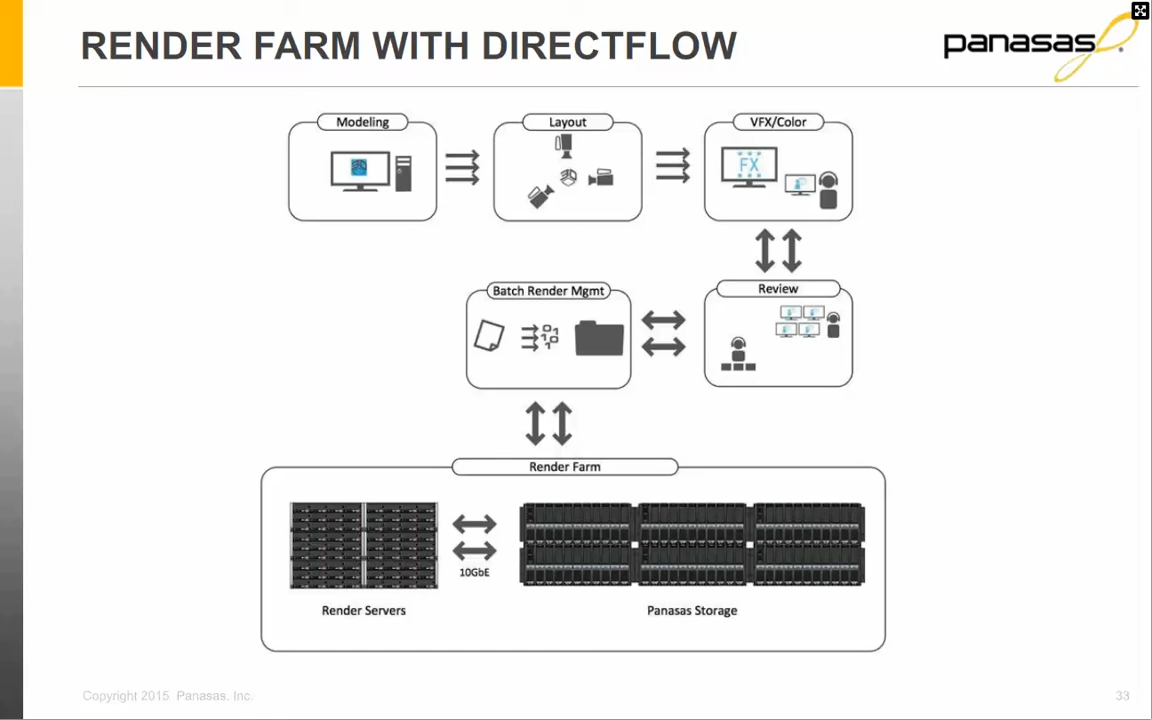 RENDER FARM WITH DIRECTFLOW
panasas
Modeling
Layout
VFX/Color
FX
Batch Render Mgmt
Review
Render Farm
10GbE
Render Servers
Panasas Storage
Copyright 2015 Panasas. Inc.
33